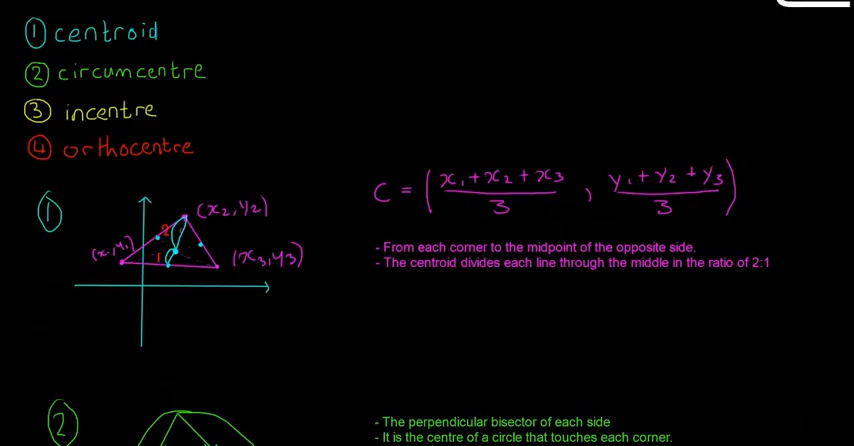 ① centroid
② circumcentre
③ incentre
④ orthocentre
①
(x₂,y₂)
(x₁,y₁)
(x₃,y₃)
2
1
C = ( x₁+x₂+x₃ / 3 , y₁+y₂+y₃ / 3 )
- From each corner to the midpoint of the opposite side.
- The centroid divides each line through the middle in the ratio of 2:1
②
- The perpendicular bisector of each side
- It is the centre of a circle that touches each corner.